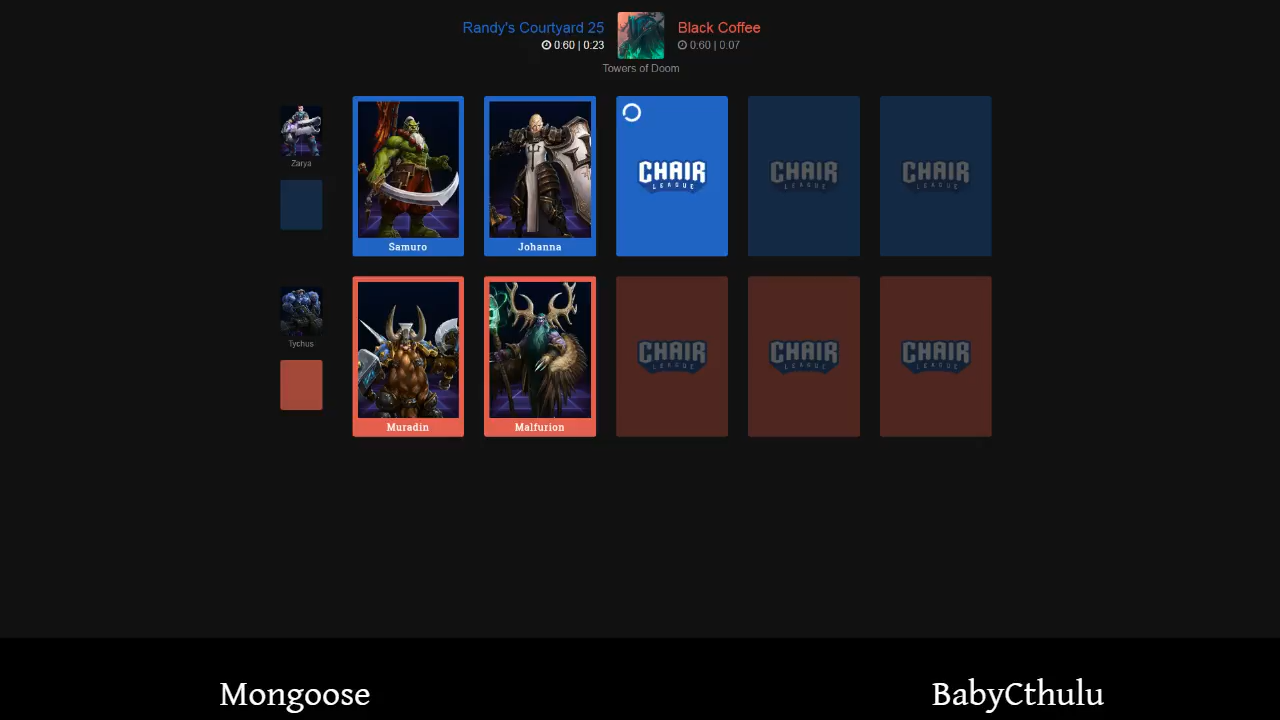 Randy's Courtyard 25
0:60 | 0:23
Black Coffee
0:60 | 0:07
Towers of Doom
Zarya
Samuro
Johanna
CHAIR
LEAGUE
CHAIR
LEAGUE
CHAIR
LEAGUE
Tychus
Muradin
Malfurion
CHAIR
LEAGUE
CHAIR
LEAGUE
CHAIR
LEAGUE
Mongoose
BabyCthulu